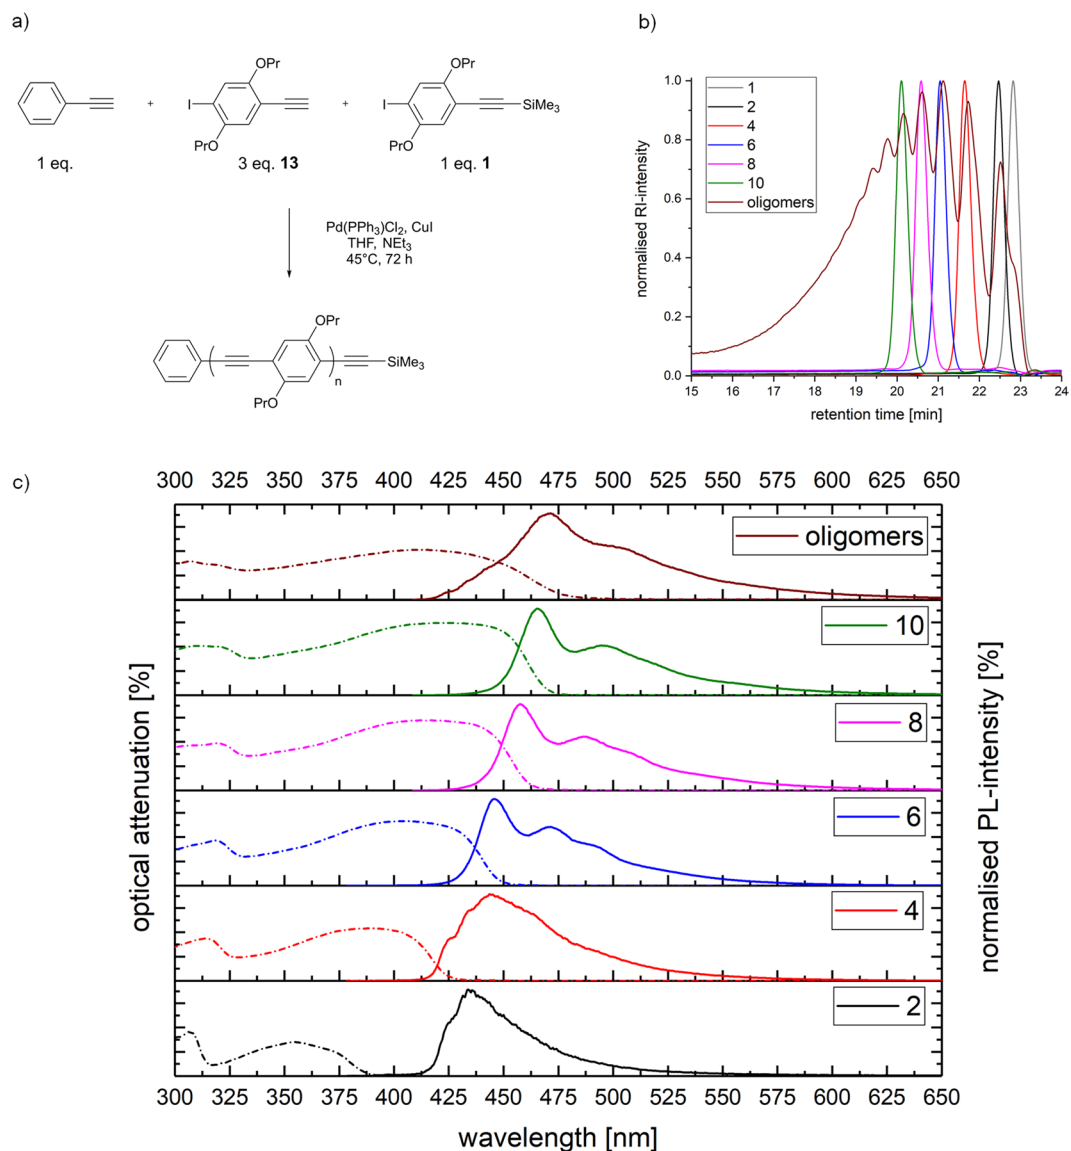 a)
OPr
I
PrO
OPr
I
SiMe3
PrO
+
+
1 eq.
3 eq. 13
1 eq. 1
Pd(PPh3)Cl2, CuI
THF, NEt3
45°C, 72 h
OPr
SiMe3
n
PrO
b)
normalised RI-intensity
1.0
0.8
0.6
0.4
0.2
0.0
1
2
4
6
8
10
oligomers
15 16 17 18 19 20 21 22 23 24
retention time [min]
c)
300 325 350 375 400 425 450 475 500 525 550 575 600 625 650
optical attenuation [%]
normalised PL-intensity [%]
oligomers
10
8
6
4
2
300 325 350 375 400 425 450 475 500 525 550 575 600 625 650
wavelength [nm]